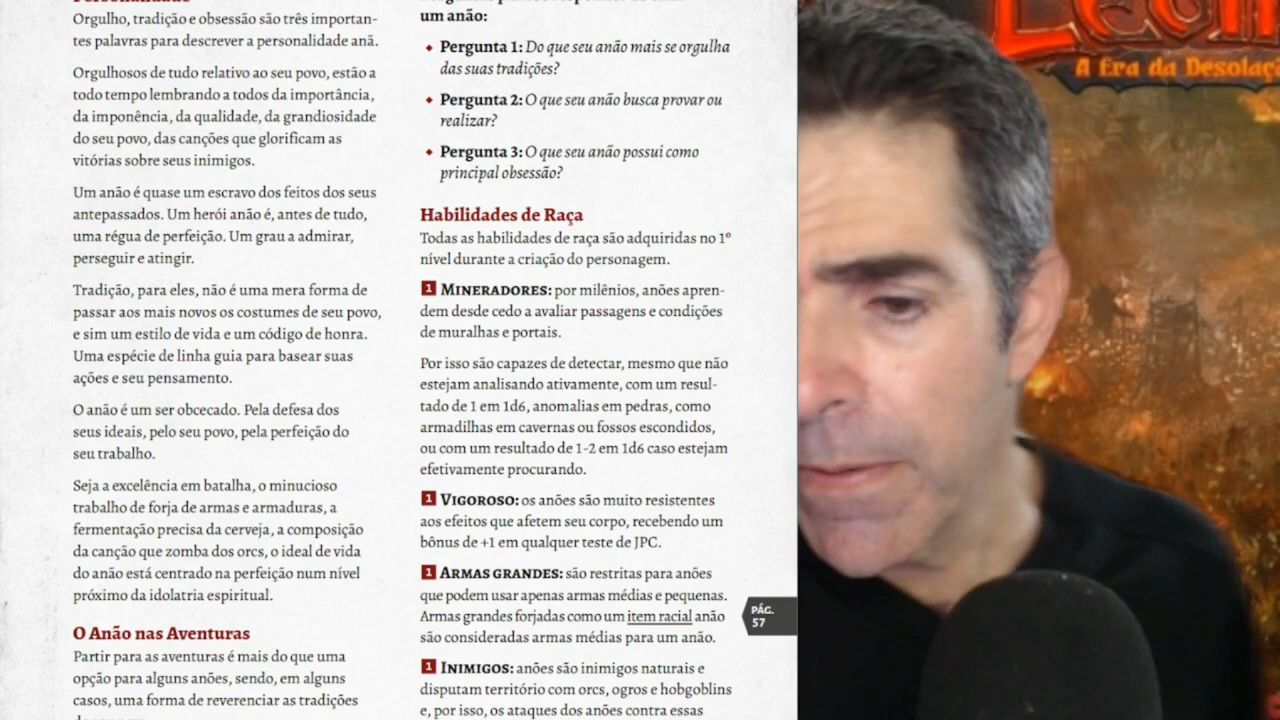 Personalidade
Orgulho, tradição e obsessão são três importan-
tes palavras para descrever a personalidade anã.
Orgulhosos de tudo relativo ao seu povo, estão a
todo tempo lembrando a todos da importância,
da imponência, da qualidade, da grandiosidade
do seu povo, das canções que glorificam as
vitórias sobre seus inimigos.
Um anão é quase um escravo dos feitos dos seus
antepassados. Um herói anão é, antes de tudo,
uma régua de perfeição. Um grau a admirar,
perseguir e atingir.
Tradição, para eles, não é uma mera forma de
passar aos mais novos os costumes de seu povo,
e sim um estilo de vida e um código de honra.
Uma espécie de linha guia para basear suas
ações e seu pensamento.
O anão é um ser obcecado. Pela defesa dos
seus ideais, pelo seu povo, pela perfeição do
seu trabalho.
Seja a excelência em batalha, o minucioso
trabalho de forja de armas e armaduras, a
fermentação precisa da cerveja, a composição
da canção que zomba dos orcs, o ideal de vida
do anão está centrado na perfeição num nível
próximo da idolatria espiritual.
O Anão nas Aventuras
Partir para as aventuras é mais do que uma
opção para alguns anões, sendo, em alguns
casos, uma forma de reverenciar as tradições
um anão:
Pergunta 1: Do que seu anão mais se orgulha
das suas tradições?
Pergunta 2: O que seu anão busca provar ou
realizar?
Pergunta 3: O que seu anão possui como
principal obsessão?
Habilidades de Raça
Todas as habilidades de raça são adquiridas no 1º
nível durante a criação do personagem.
1 MINERADORES: por milênios, anões apren-
dem desde cedo a avaliar passagens e condições
de muralhas e portais.
Por isso são capazes de detectar, mesmo que não
estejam analisando ativamente, com um resul-
tado de 1 em 1d6, anomalias em pedras, como
armadilhas em cavernas ou fossos escondidos,
ou com um resultado de 1-2 em 1d6 caso estejam
efetivamente procurando.
1 VIGOROSO: os anões são muito resistentes
aos efeitos que afetem seu corpo, recebendo um
bônus de +1 em qualquer teste de JPC.
1 ARMAS GRANDES: são restritas para anões
que podem usar apenas armas médias e pequenas.
Armas grandes forjadas como um item racial anão
são consideradas armas médias para um anão.
1 INIMIGOS: anões são inimigos naturais e
disputam território com orcs, ogros e hobgoblins
e, por isso, os ataques dos anões contra essas
PÁG.
57
A Era da Desolaç